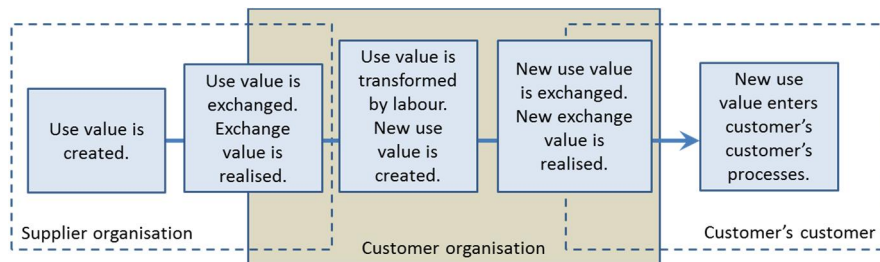 Use value is
created.
Use value is
exchanged.
Exchange
value is
realised.
Use value is
transformed
by labour.
New use
value is
created.
New use value
is exchanged.
New exchange
value is
realised.
New use
value enters
customer's
customer's
processes.
Supplier organisation
Customer organisation
Customer's customer